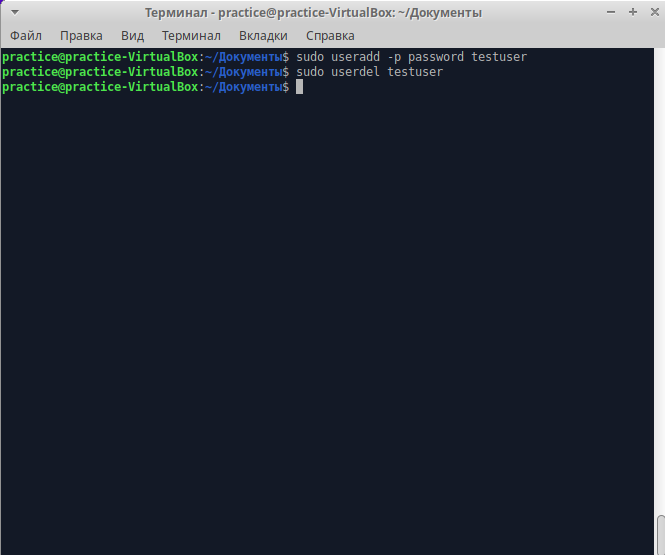 Терминал - practice@practice-VirtualBox: ~/Документы
Файл Правка Вид Терминал Вкладки Справка
practice@practice-VirtualBox:~/Документы$ sudo useradd -p password testuser
practice@practice-VirtualBox:~/Документы$ sudo userdel testuser
practice@practice-VirtualBox:~/Документы$